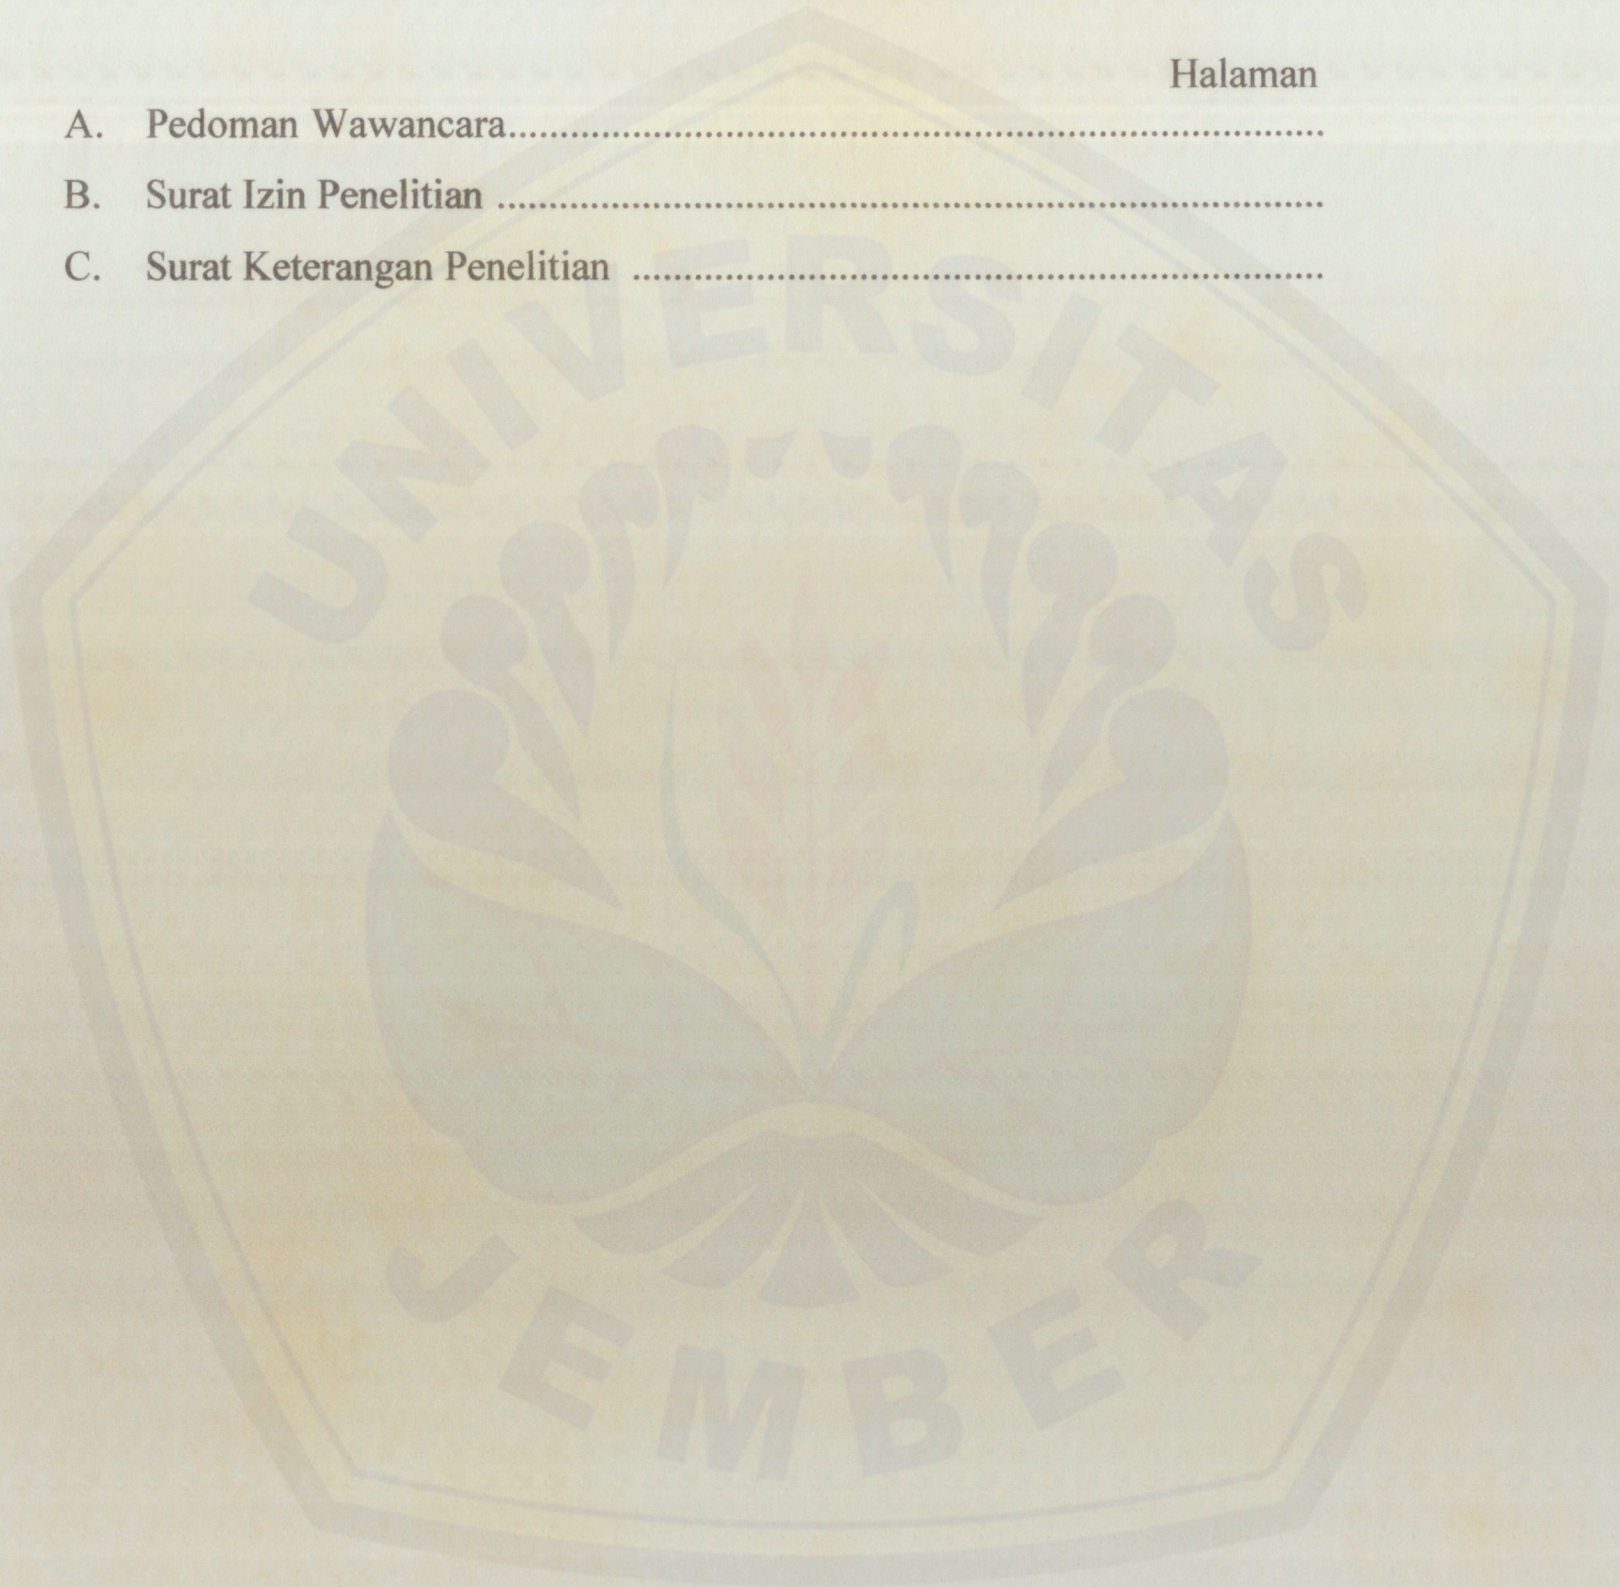 Halaman
A. Pedoman Wawancara........................................................................................
B. Surat Izin Penelitian ........................................................................................
C. Surat Keterangan Penelitian ........................................................................
UNIVERSITAS
JEMBER